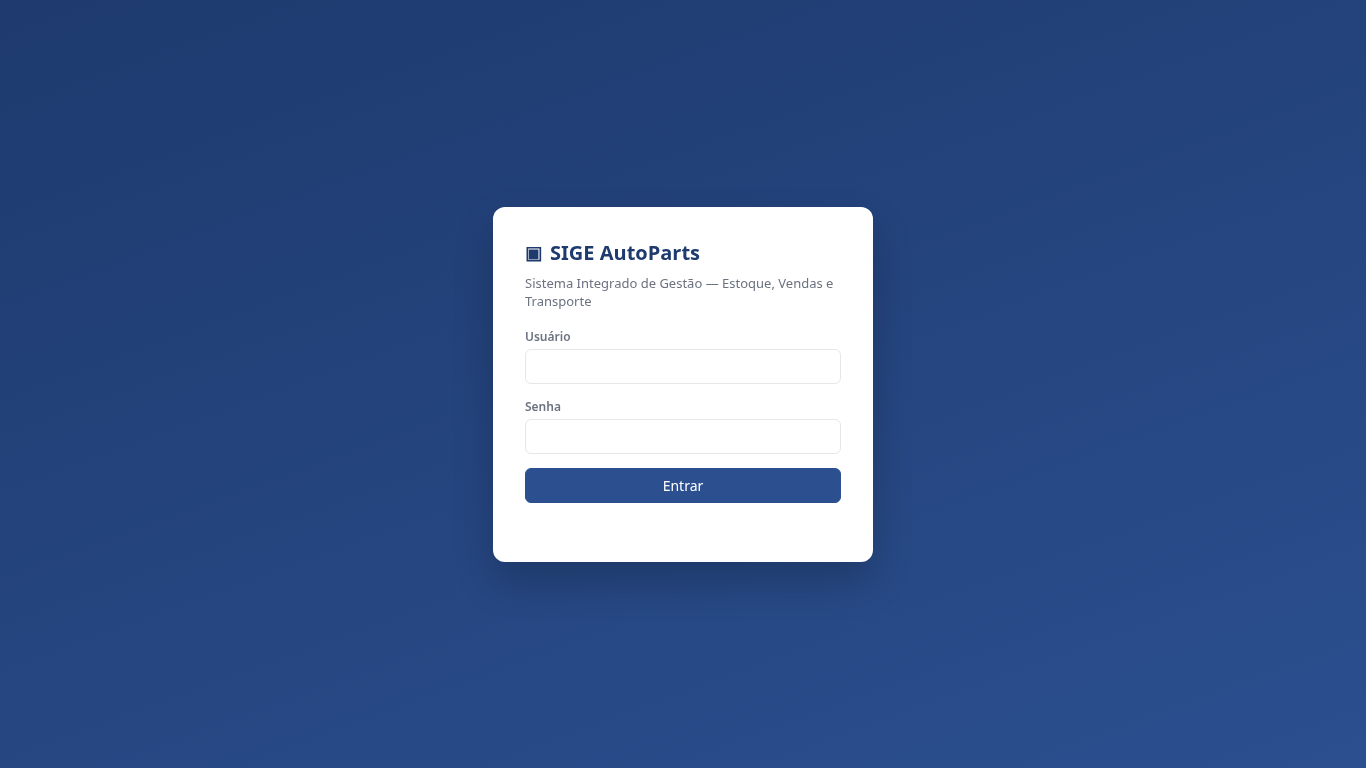 ▣ SIGE AutoParts
Sistema Integrado de Gestão — Estoque, Vendas e
Transporte
Usuário
Senha
Entrar